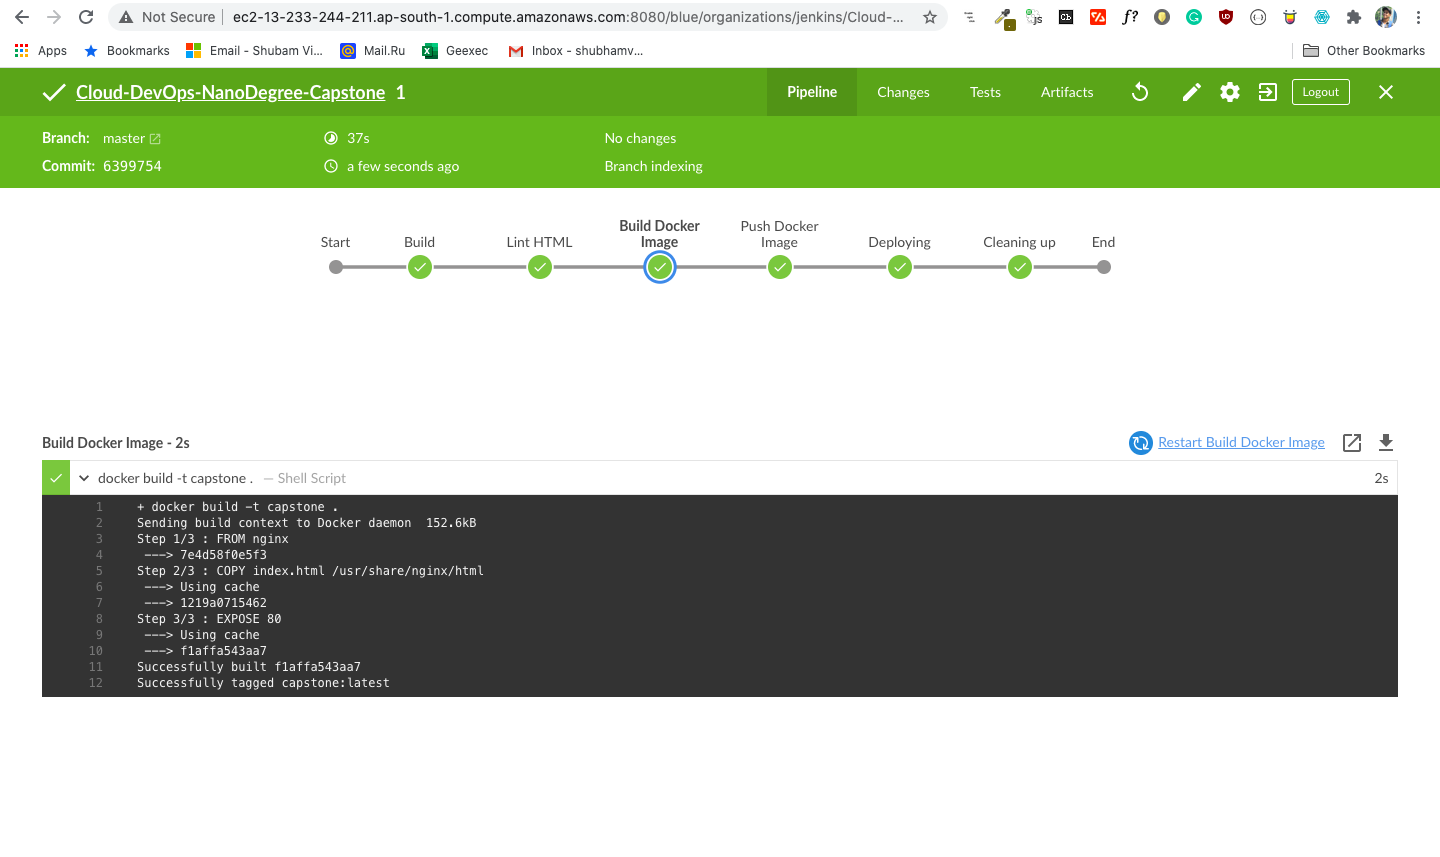 Not Secure | ec2-13-233-244-211.ap-south-1.compute.amazonaws.com:8080/blue/organizations/jenkins/Cloud-...
Apps Bookmarks Email - Shubam Vi... Mail.Ru Geexec Inbox - shubhamv... Other Bookmarks
Cloud-DevOps-NanoDegree-Capstone 1 Pipeline Changes Tests Artifacts Logout
Branch: master 37s No changes
Commit: 6399754 a few seconds ago Branch indexing
Start Build Lint HTML Build Docker Image Push Docker Image Deploying Cleaning up End
Build Docker Image - 2s Restart Build Docker Image
docker build -t capstone . — Shell Script 2s
1 + docker build -t capstone .
2 Sending build context to Docker daemon 152.6kB
3 Step 1/3 : FROM nginx
4 ---> 7e4d58f0e5f3
5 Step 2/3 : COPY index.html /usr/share/nginx/html
6 ---> Using cache
7 ---> 1219a0715462
8 Step 3/3 : EXPOSE 80
9 ---> Using cache
10 ---> f1affa543aa7
11 Successfully built f1affa543aa7
12 Successfully tagged capstone:latest